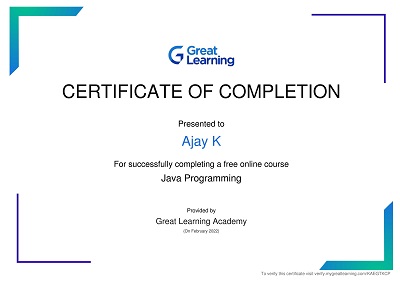 Great
Learning
CERTIFICATE OF COMPLETION
Presented to
Ajay K
For successfully completing a free online course
Java Programming
Provided by
Great Learning Academy
(On February 2022)
To verify this certificate visit verify.mygreatlearning.com/RAEGTXCP